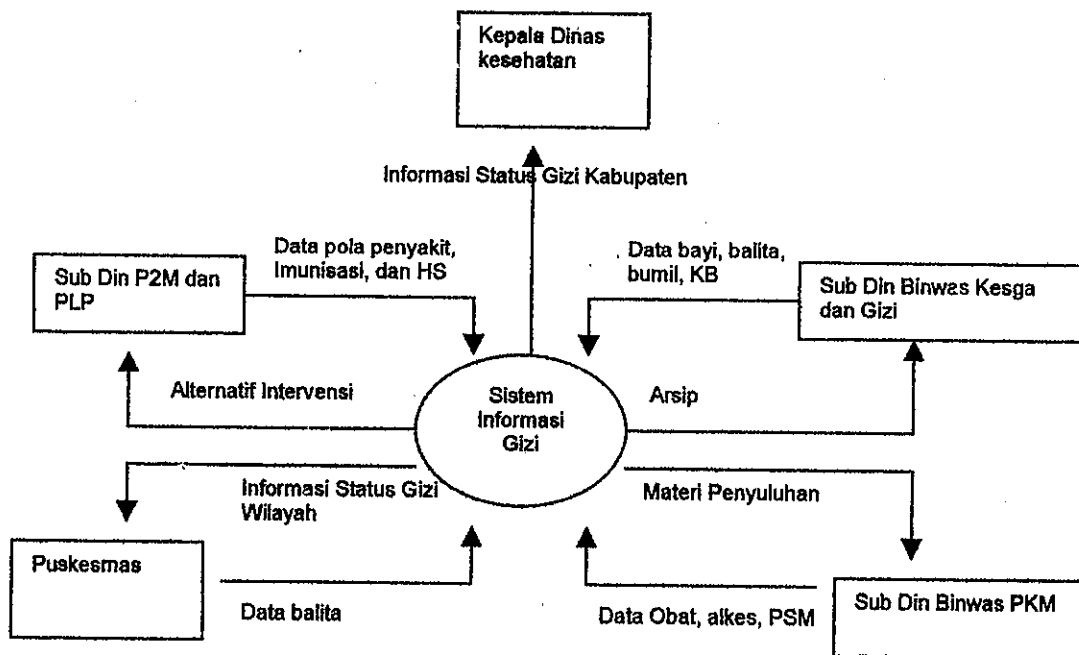 Kepala Dinas
kesehatan
Informasi Status Gizi Kabupaten
Data pola penyakit,
Imunisasi, dan HS
Data bayi, balita,
bumil, KB
Sub Din P2M dan
PLP
Sub Din Binwas Kesga
dan Gizi
Alternatif Intervensi
Sistem
Informasi
Gizi
Arsip
Informasi Status Gizi
Wilayah
Materi Penyuluhan
Puskesmas
Data balita
Data Obat, alkes, PSM
Sub Din Binwas PKM